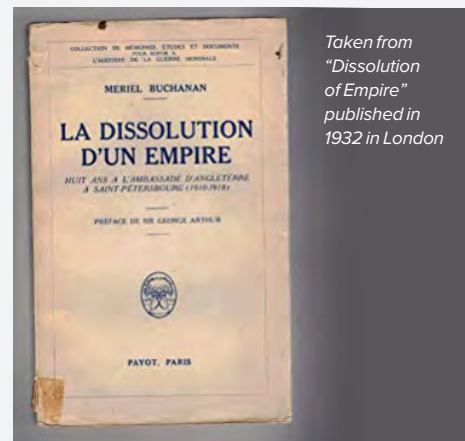 COLLECTION DE MÉMOIRES, ÉTUDES ET DOCUMENTS
POUR SERVIR A
L'HISTOIRE DE LA GUERRE MONDIALE
MERIEL BUCHANAN
LA DISSOLUTION
D'UN EMPIRE
HUIT ANS A L'AMBASSADE D'ANGLETERRE
A SAINT-PÉTERSBOURG (1910-1918)
PRÉFACE DE SIR GEORGE ARTHUR
PAYOT, PARIS
Taken from
"Dissolution
of Empire"
published in
1932 in London